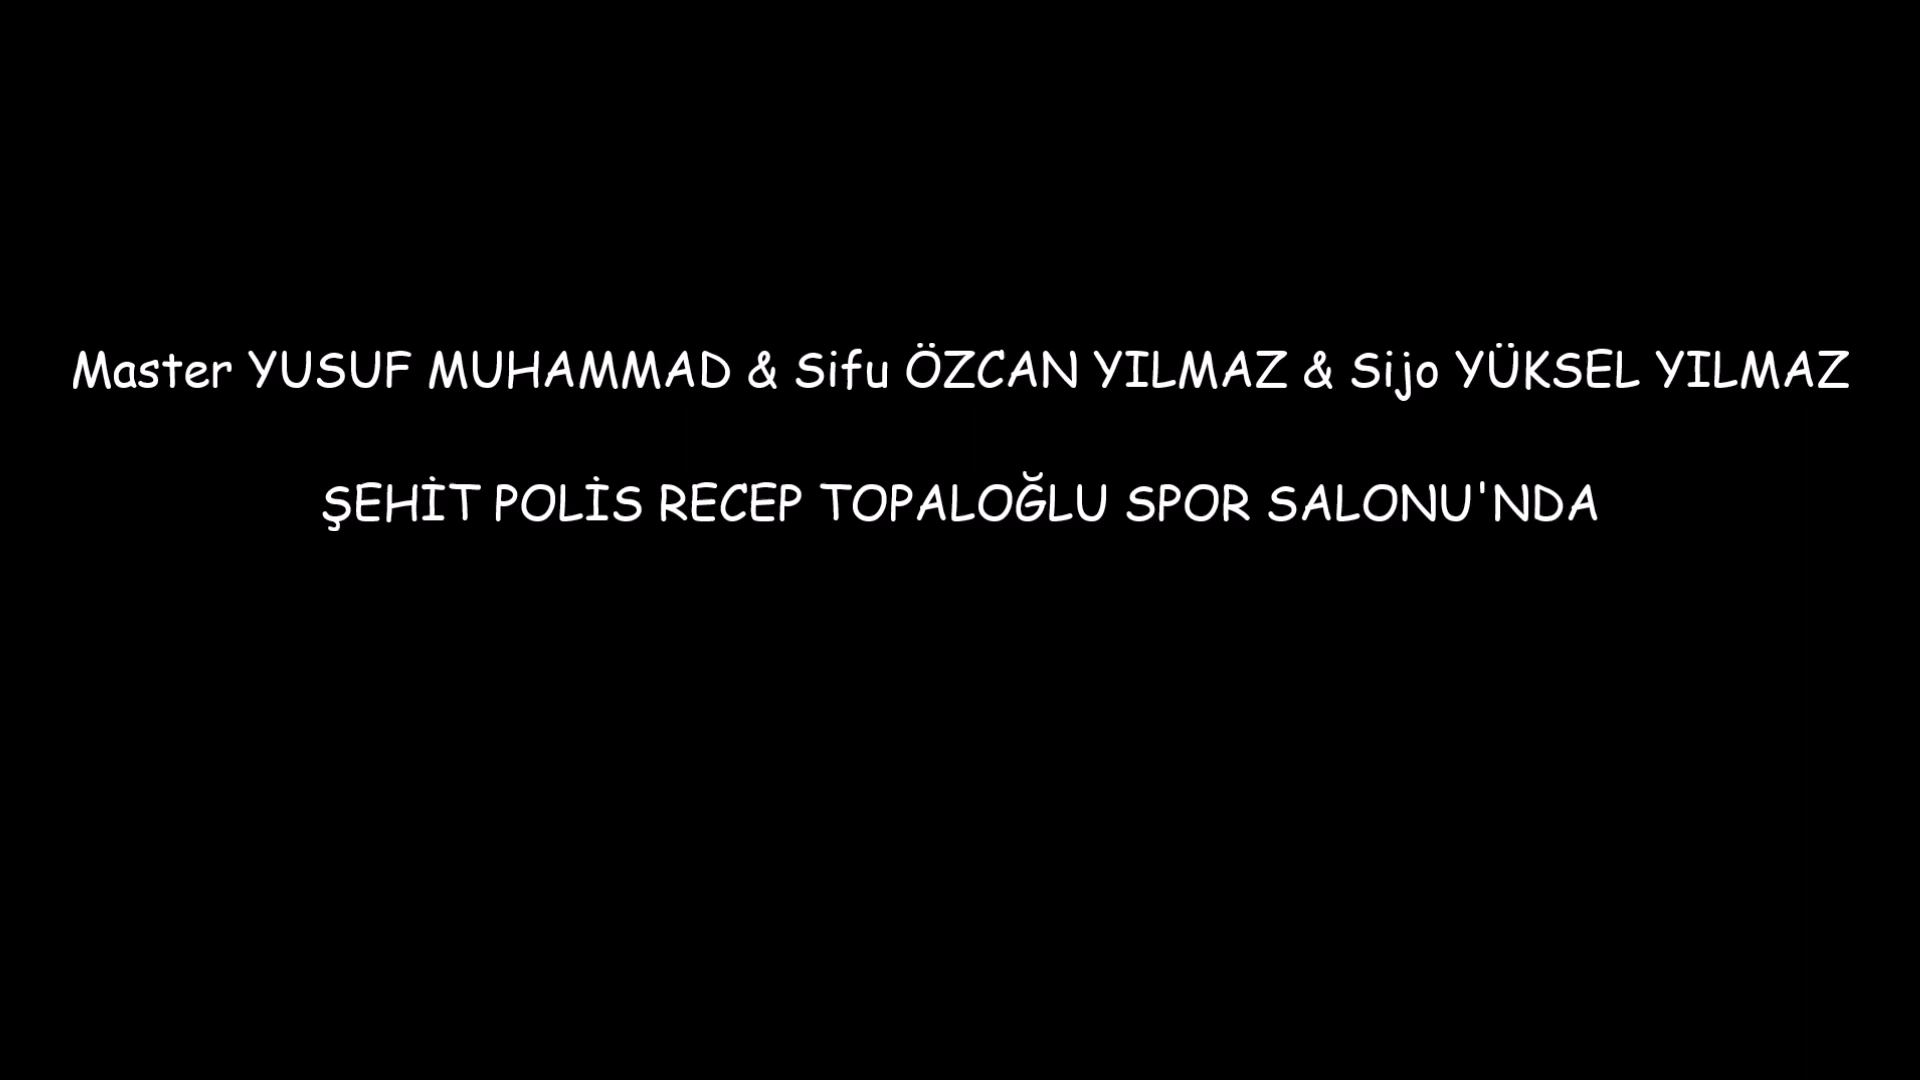 Master YUSUF MUHAMMAD & Sifu ÖZCAN YILMAZ & Sijo YÜKSEL YILMAZ
ŞEHİT POLİS RECEP TOPALOĞLU SPOR SALONU'NDA